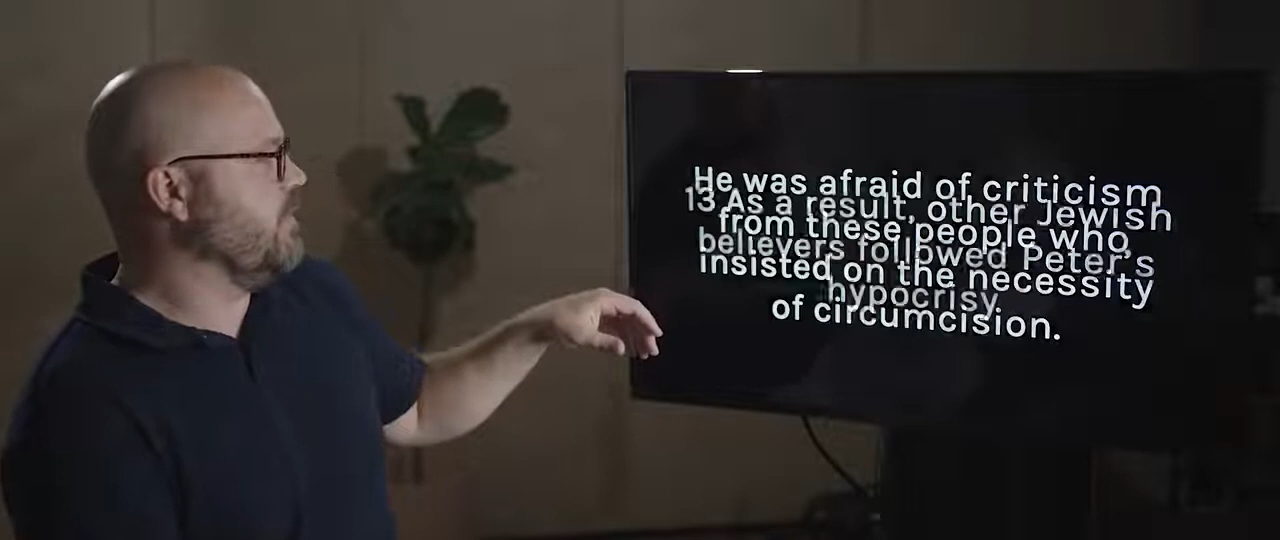 He was afraid of criticism
from these people who
insisted on the necessity
of circumcision.
13 As a result, other Jewish
believers followed Peter's
hypocrisy